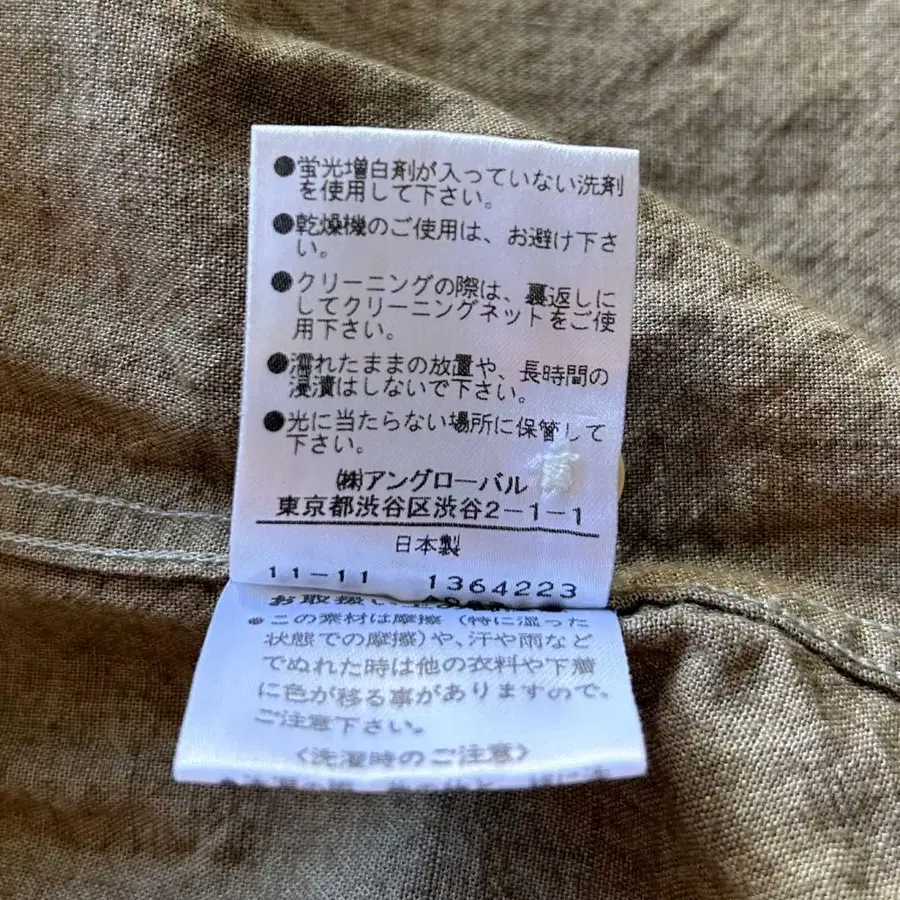 ●蛍光増白剤が入っていない洗剤
を使用して下さい。
●乾燥機のご使用は、お避け下さ
い。
●クリーニングの際は、裏返しに
してクリーニングネットをご使
用下さい。
●濡れたままの放置や、長時間の
浸漬はしないで下さい。
●光に当たらない場所に保管して
下さい。
㈱アングローバル
東京都渋谷区渋谷2-1-1
日本製
11-11 1364223
お取扱い上の
●この素材は摩擦（特に湿った
状態での摩擦）や、汗や雨など
でぬれた時は他の衣料や下着
に色が移る事がありますので、
ご注意下さい。
〈洗濯時のご注意〉